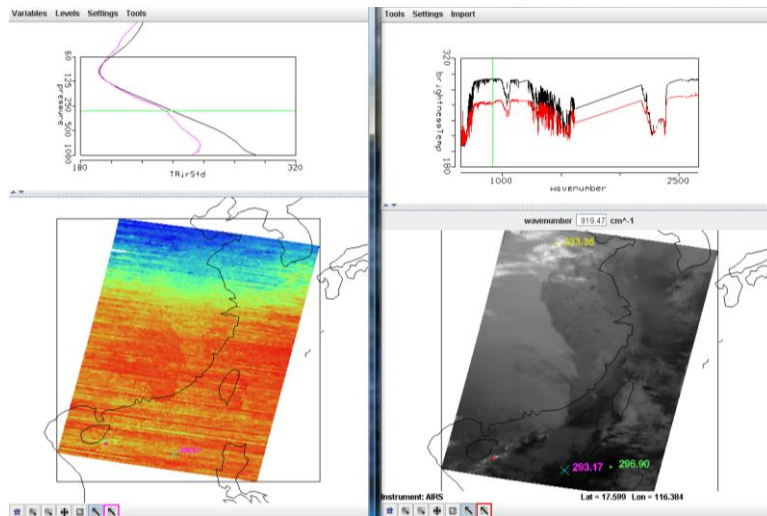 Variables Levels Settings Tools
60
125
250
500
1000
pressure
180
320
TAirStd
Tools Settings Import
320
180
brightnessTemp
1000
2500
wavenumber
wavenumber 919.47 cm^-1
293.17
296.90
Instrument: AIRS
Lat = 17.599 Lon = 116.384